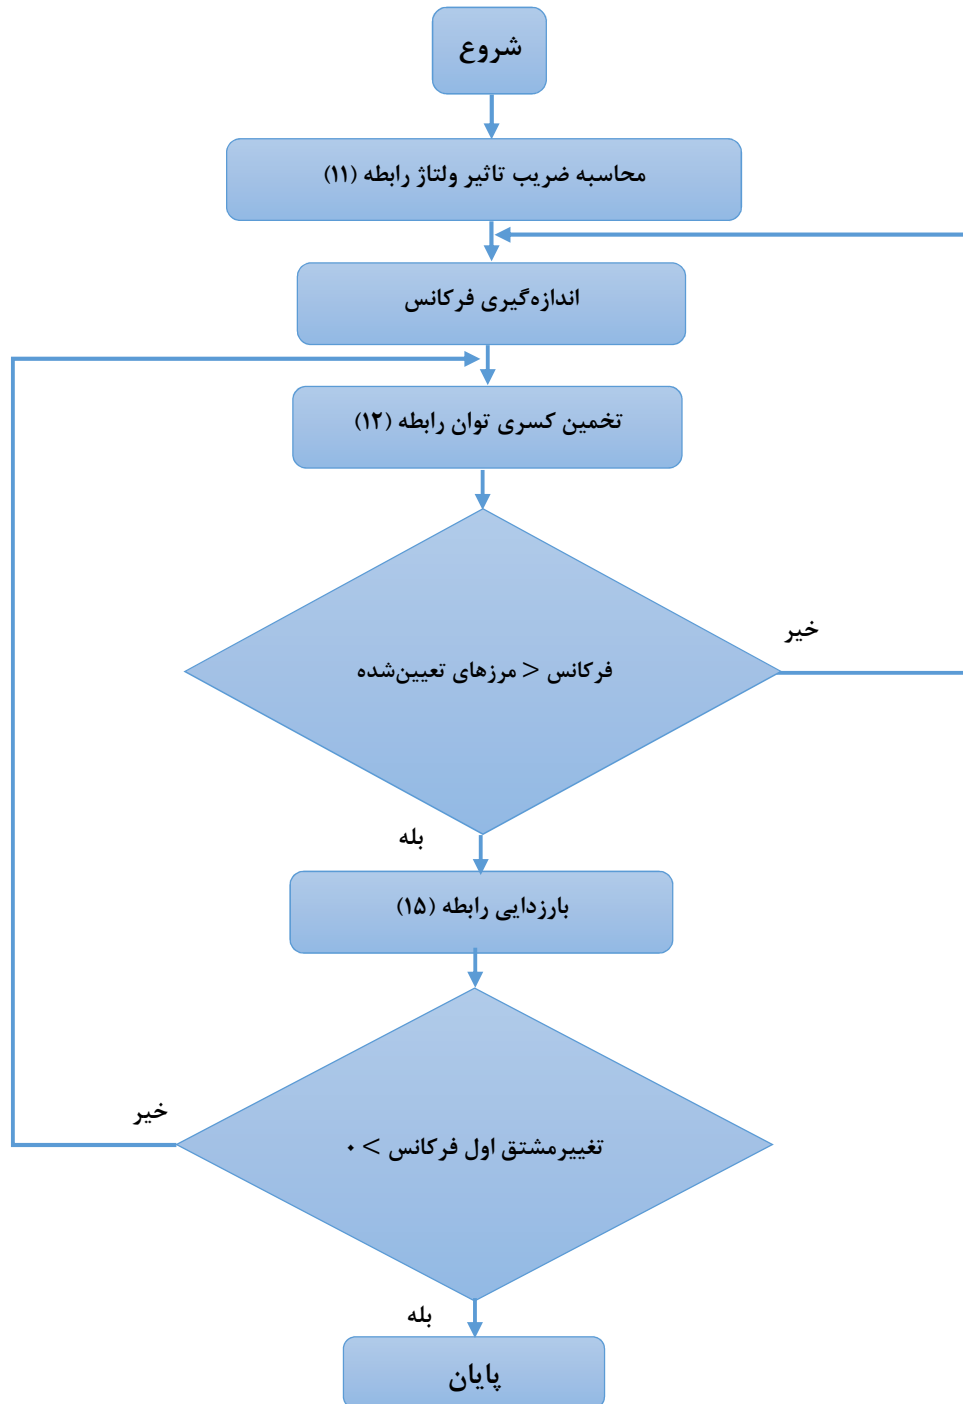 شروع
محاسبه ضریب تاثیر ولتاژ رابطه (۱۱)
اندازه‌گیری فرکانس
تخمین کسری توان رابطه (۱۲)
خیر
فرکانس < مرزهای تعیین‌شده
بله
بارزدایی رابطه (۱۵)
خیر
تغییرمشتق اول فرکانس > ۰
بله
پایان